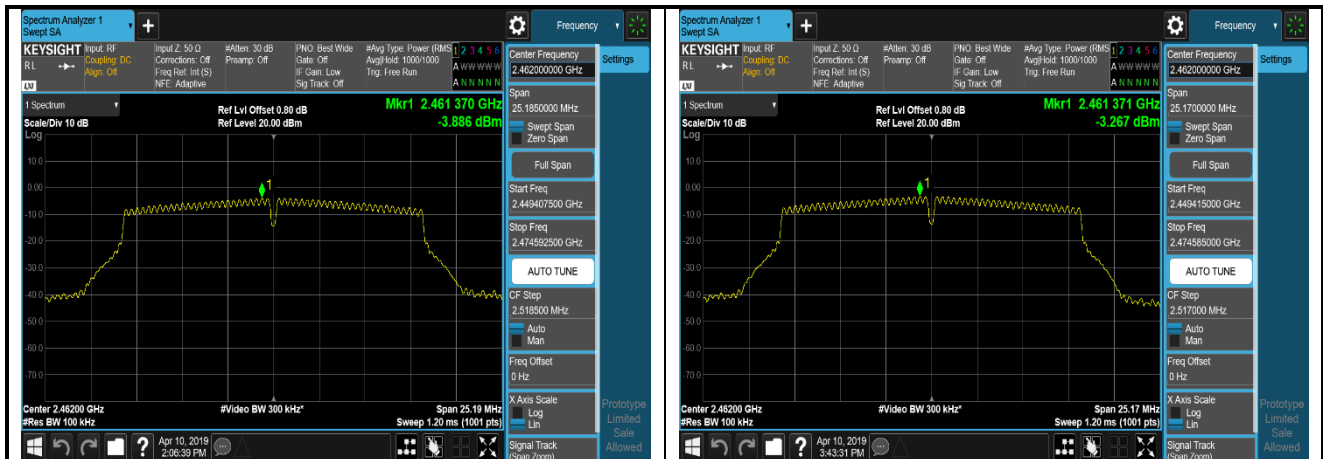 Spectrum Analyzer 1
Swept SA
+
Frequency
KEYSIGHT
RL
LXI
Input: RF
Coupling: DC
Align: Off
Input Z: 50 Ω
Corrections: Off
Freq Ref: Int (S)
NFE: Adaptive
#Atten: 30 dB
Preamp: Off
PNO: Best Wide
Gate: Off
IF Gain: Low
Sig Track: Off
#Avg Type: Power (RMS
Avg|Hold: 1000/1000
Trig: Free Run
1 2 3 4 5 6
A W W W W W
A N N N N N
1 Spectrum
Scale/Div 10 dB
Log
Ref Lvl Offset 0.80 dB
Ref Level 20.00 dBm
Mkr1 2.461 370 GHz
-3.886 dBm
10.0
0.00
-10.0
-20.0
-30.0
-40.0
-50.0
-60.0
-70.0
1
Center 2.46200 GHz
#Res BW 100 kHz
#Video BW 300 kHz*
Span 25.19 MHz
Sweep 1.20 ms (1001 pts)
Center Frequency
2.462000000 GHz
Settings
Span
25.1850000 MHz
Swept Span
Zero Span
Full Span
Start Freq
2.449407500 GHz
Stop Freq
2.474592500 GHz
AUTO TUNE
CF Step
2.518500 MHz
Auto
Man
Freq Offset
0 Hz
X Axis Scale
Log
Lin
Signal Track
(Span Zoom)
Prototype
Limited
Sale
Allowed
?
Apr 10, 2019
2:06:39 PM
Spectrum Analyzer 1
Swept SA
+
Frequency
KEYSIGHT
RL
LXI
Input: RF
Coupling: DC
Align: Off
Input Z: 50 Ω
Corrections: Off
Freq Ref: Int (S)
NFE: Adaptive
#Atten: 30 dB
Preamp: Off
PNO: Best Wide
Gate: Off
IF Gain: Low
Sig Track: Off
#Avg Type: Power (RMS
Avg|Hold: 1000/1000
Trig: Free Run
1 2 3 4 5 6
A W W W W W
A N N N N N
1 Spectrum
Scale/Div 10 dB
Log
Ref Lvl Offset 0.80 dB
Ref Level 20.00 dBm
Mkr1 2.461 371 GHz
-3.267 dBm
10.0
0.00
-10.0
-20.0
-30.0
-40.0
-50.0
-60.0
-70.0
1
Center 2.46200 GHz
#Res BW 100 kHz
#Video BW 300 kHz*
Span 25.17 MHz
Sweep 1.20 ms (1001 pts)
Center Frequency
2.462000000 GHz
Settings
Span
25.1700000 MHz
Swept Span
Zero Span
Full Span
Start Freq
2.449415000 GHz
Stop Freq
2.474585000 GHz
AUTO TUNE
CF Step
2.517000 MHz
Auto
Man
Freq Offset
0 Hz
X Axis Scale
Log
Lin
Signal Track
(Span Zoom)
Prototype
Limited
Sale
Allowed
?
Apr 10, 2019
3:43:31 PM